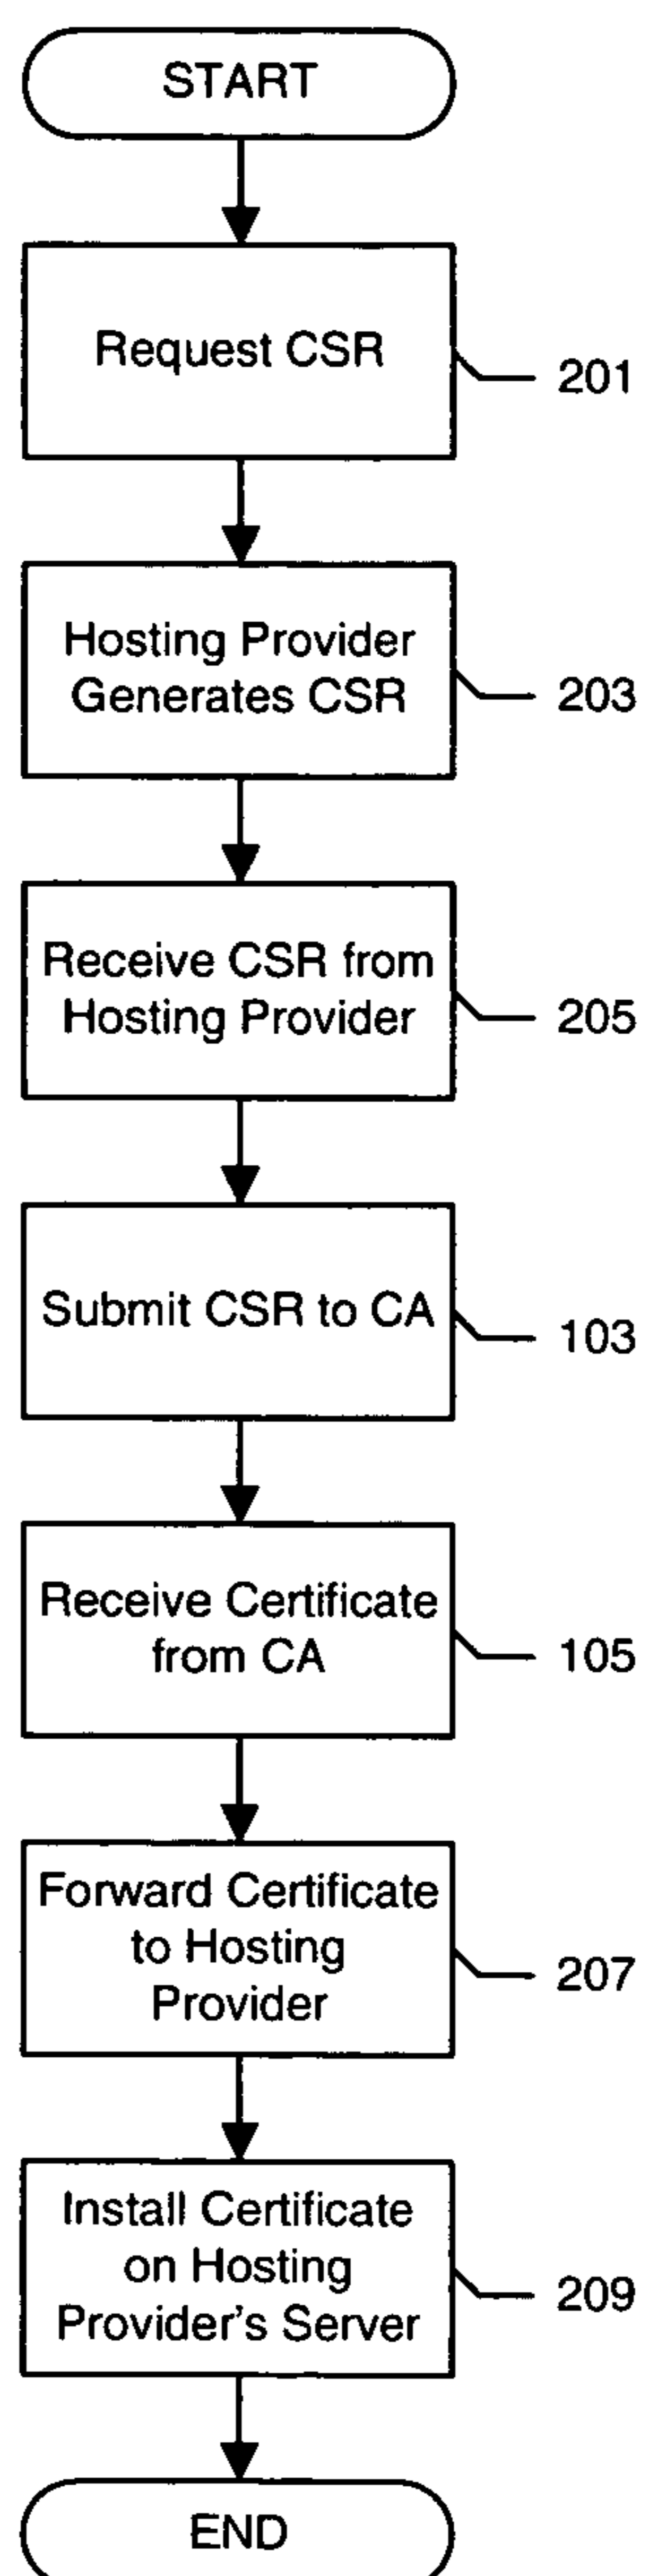 START
Request CSR
201
Hosting Provider
Generates CSR
203
Receive CSR from
Hosting Provider
205
Submit CSR to CA
103
Receive Certificate
from CA
105
Forward Certificate
to Hosting
Provider
207
Install Certificate
on Hosting
Provider's Server
209
END